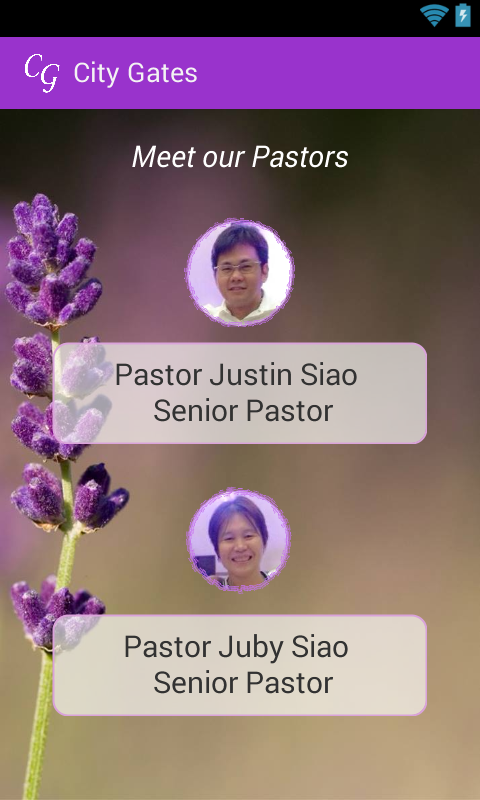 CG City Gates
Meet our Pastors
Pastor Justin Siao
Senior Pastor
Pastor Juby Siao
Senior Pastor